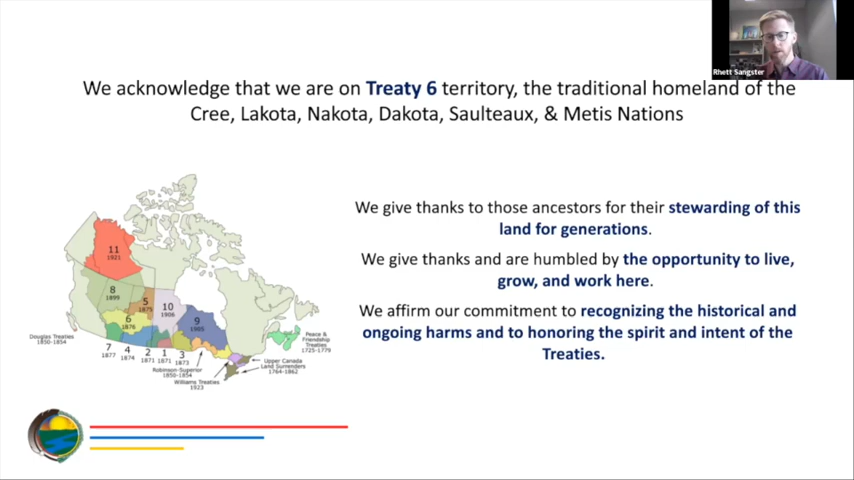 Rhett Sangster
We acknowledge that we are on Treaty 6 territory, the traditional homeland of the
Cree, Lakota, Nakota, Dakota, Saulteaux, & Metis Nations
We give thanks to those ancestors for their stewarding of this
land for generations.
We give thanks and are humbled by the opportunity to live,
grow, and work here.
We affirm our commitment to recognizing the historical and
ongoing harms and to honoring the spirit and intent of the
Treaties.
11
1921
8
1899
5
1875
10
1906
6
1876
9
1905
Douglas Treaties
1850-1854
7
1877
4
1874
2
1871
1
1871
3
1873
Robinson-Superior
1850-1854
Williams Treaties
1923
Peace &
Friendship
Treaties
1725-1779
Upper Canada
Land Surrenders
1764-1862